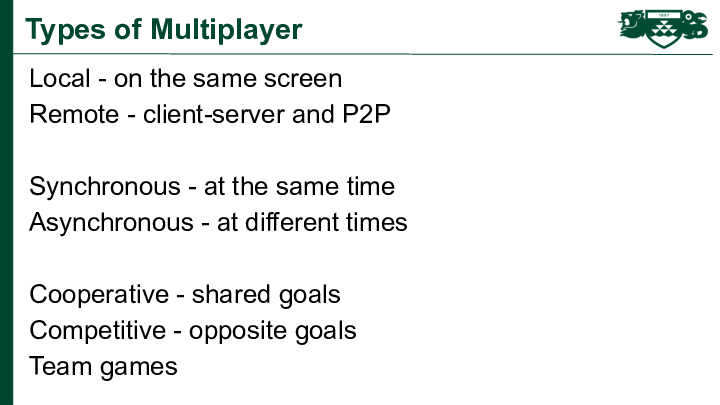 Types of Multiplayer
Local - on the same screen
Remote - client-server and P2P
Synchronous - at the same time
Asynchronous - at different times
Cooperative - shared goals
Competitive - opposite goals
Team games